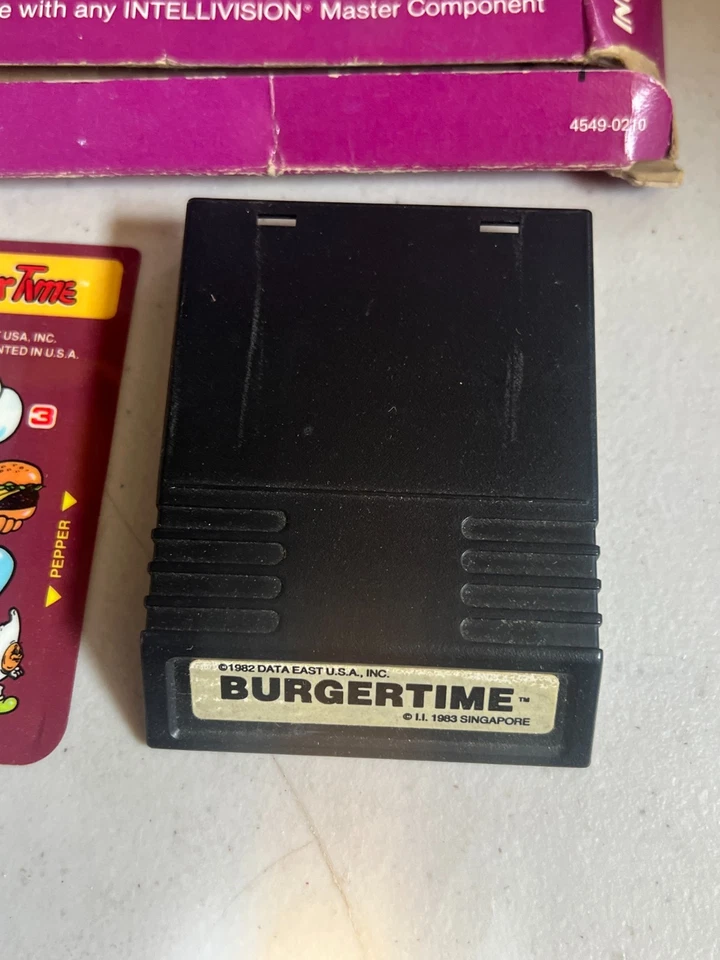 with any INTELLIVISION® Master Component
IN
4549-0210
Time
USA, INC.
U.S.A.
3
PEPPER
©1982 DATA EAST U.S.A., INC.
BURGERTIME™
© I.I. 1983 SINGAPORE